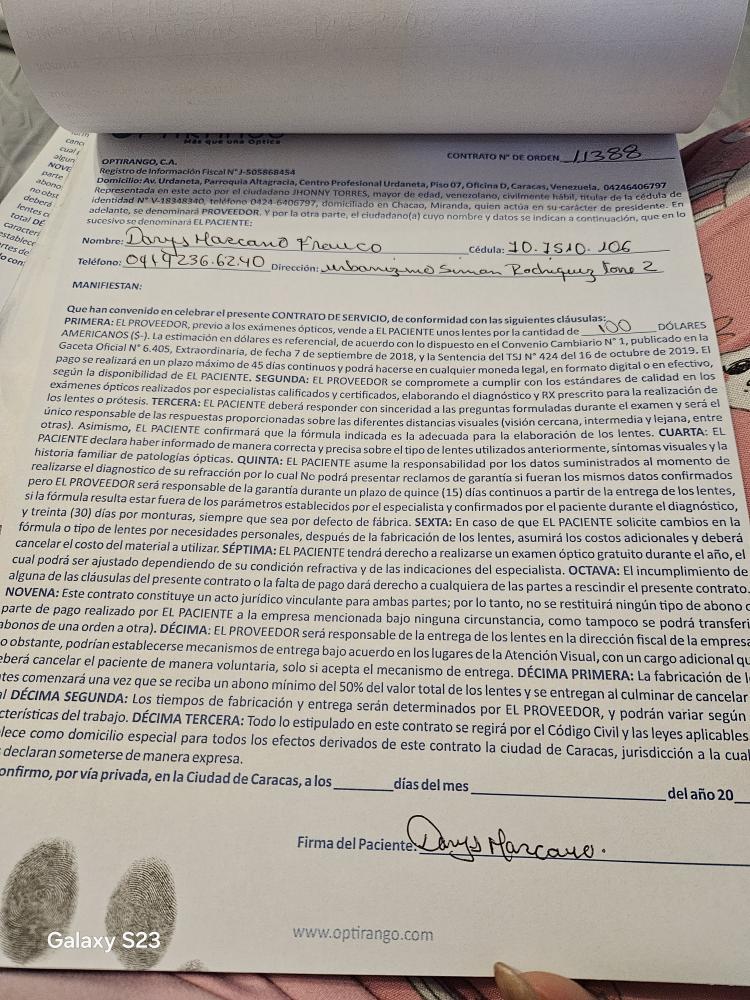 Más que una Óptica
CONTRATO N° DE ORDEN 11388
OPTIRANGO, C.A.
Registro de Información Fiscal N° J-505868454
Domicilio: Av. Urdaneta, Parroquia Altagracia, Centro Profesional Urdaneta, Piso 07, Oficina D, Caracas, Venezuela, 04246406797
Representada en este acto por el ciudadano JHONNY TORRES, mayor de edad, venezolano, civilmente hábil, titular de la cédula de
identidad N° V-18348340, teléfono 0424-6406797, domiciliado en Chacao, Miranda, quien actúa en su carácter de presidente. En
adelante, se denominará PROVEEDOR. Y por la otra parte, el ciudadano(a) cuyo nombre y datos se indican a continuación, que en lo
sucesivo se denominará EL PACIENTE:
Nombre: Darys Marcano Franco Cédula: 10.7510.106
Teléfono: 0414 236.62.40 Dirección: urbanizmo Simon Rodriguez Torre 2
MANIFIESTAN:
Que han convenido en celebrar el presente CONTRATO DE SERVICIO, de conformidad con las siguientes cláusulas:
PRIMERA: EL PROVEEDOR, previo a los exámenes ópticos, vende a EL PACIENTE unos lentes por la cantidad de 100 DÓLARES
AMERICANOS ($-). La estimación en dólares es referencial, de acuerdo con lo dispuesto en el Convenio Cambiario N° 1, publicado en la
Gaceta Oficial N° 6.405, Extraordinaria, de fecha 7 de septiembre de 2018, y la Sentencia del TSJ N° 424 del 16 de octubre de 2019. El
pago se realizará en un plazo máximo de 45 días continuos y podrá hacerse en cualquier moneda legal, en formato digital o en efectivo,
según la disponibilidad de EL PACIENTE. SEGUNDA: EL PROVEEDOR se compromete a cumplir con los estándares de calidad en los
exámenes ópticos realizados por especialistas calificados y certificados, elaborando el diagnóstico y RX prescrito para la realización de
los lentes o prótesis. TERCERA: EL PACIENTE deberá responder con sinceridad a las preguntas formuladas durante el examen y será el
único responsable de las respuestas proporcionadas sobre las diferentes distancias visuales (visión cercana, intermedia y lejana, entre
otras). Asimismo, EL PACIENTE confirmará que la fórmula indicada es la adecuada para la elaboración de los lentes. CUARTA: EL
PACIENTE declara haber informado de manera correcta y precisa sobre el tipo de lentes utilizados anteriormente, síntomas visuales y la
historia familiar de patologías ópticas. QUINTA: EL PACIENTE asume la responsabilidad por los datos suministrados al momento de
realizarse el diagnostico de su refracción por lo cual No podrá presentar reclamos de garantía si fueran los mismos datos confirmados
pero EL PROVEEDOR será responsable de la garantía durante un plazo de quince (15) días continuos a partir de la entrega de los lentes,
si la fórmula resulta estar fuera de los parámetros establecidos por el especialista y confirmados por el paciente durante el diagnóstico,
y treinta (30) días por monturas, siempre que sea por defecto de fábrica. SEXTA: En caso de que EL PACIENTE solicite cambios en la
fórmula o tipo de lentes por necesidades personales, después de la fabricación de los lentes, asumirá los costos adicionales y deberá
cancelar el costo del material a utilizar. SÉPTIMA: EL PACIENTE tendrá derecho a realizarse un examen óptico gratuito durante el año, el
cual podrá ser ajustado dependiendo de su condición refractiva y de las indicaciones del especialista. OCTAVA: El incumplimiento de
alguna de las cláusulas del presente contrato o la falta de pago dará derecho a cualquiera de las partes a rescindir el presente contrato.
NOVENA: Este contrato constituye un acto jurídico vinculante para ambas partes; por lo tanto, no se restituirá ningún tipo de abono o
parte de pago realizado por EL PACIENTE a la empresa mencionada bajo ninguna circunstancia, como tampoco se podrá transferi
abonos de una orden a otra). DÉCIMA: EL PROVEEDOR será responsable de la entrega de los lentes en la dirección fiscal de la empresa
o obstante, podrían establecerse mecanismos de entrega bajo acuerdo en los lugares de la Atención Visual, con un cargo adicional qu
eberá cancelar el paciente de manera voluntaria, solo si acepta el mecanismo de entrega. DÉCIMA PRIMERA: La fabricación de l
tes comenzará una vez que se reciba un abono mínimo del 50% del valor total de los lentes y se entregan al culminar de cancelar
al DÉCIMA SEGUNDA: Los tiempos de fabricación y entrega serán determinados por EL PROVEEDOR, y podrán variar según
cterísticas del trabajo. DÉCIMA TERCERA: Todo lo estipulado en este contrato se regirá por el Código Civil y las leyes aplicables
lece como domicilio especial para todos los efectos derivados de este contrato la ciudad de Caracas, jurisdicción a la cual
declaran someterse de manera expresa.
onfirmo, por vía privada, en la Ciudad de Caracas, a los días del mes del año 20
Firma del Paciente: Darys Marcano.
www.optirango.com
Galaxy S23